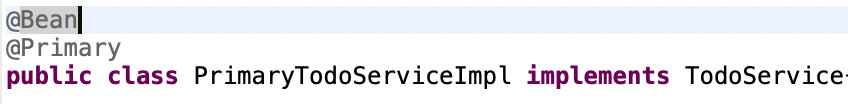 @Bean
@Primary
public class PrimaryTodoServiceImpl implements TodoService